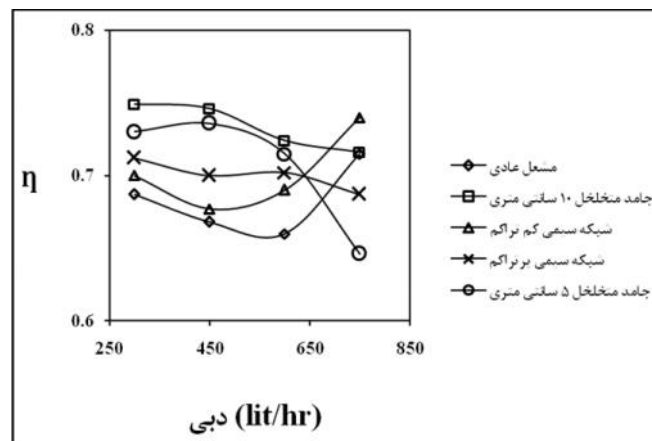 0.8
0.7
0.6
η
250
450
650
850
دبی (lit/hr)
مشعل عادی
جامد متخلخل ۱۰ سانتی متری
شبکه سیمی کم تراکم
شبکه سیمی پرتراکم
جامد متخلخل ۵ سانتی متری